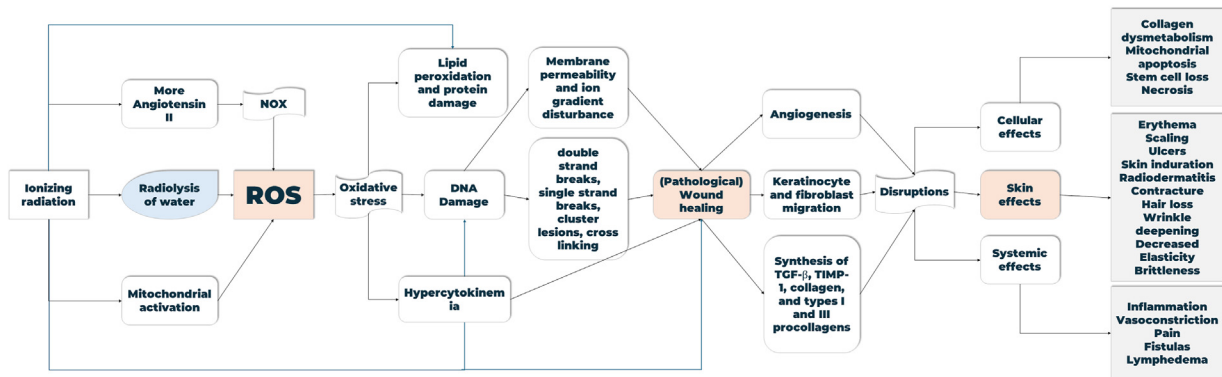 More
Angiotensin
II
NOX
Ionizing
radiation
Radiolysis
of water
ROS
Mitochondrial
activation
Oxidative
stress
Lipid
peroxidation
and protein
damage
DNA
Damage
Hypercytokinem
ia
Membrane
permeability
and ion
gradient
disturbance
double
strand
breaks,
single strand
breaks,
cluster
lesions, cross
linking
(Pathological)
Wound
healing
Angiogenesis
Keratinocyte
and fibroblast
migration
Synthesis of
TGF-β, TIMP-
1, collagen,
and types I
and III
procollagens
Disruptions
Cellular
effects
Skin
effects
Systemic
effects
Collagen
dysmetabolism
Mitochondrial
apoptosis
Stem cell loss
Necrosis
Erythema
Scaling
Ulcers
Skin induration
Radiodermatitis
Contracture
Hair loss
Wrinkle
deepening
Decreased
Elasticity
Brittleness
Inflammation
Vasoconstriction
Pain
Fistulas
Lymphedema